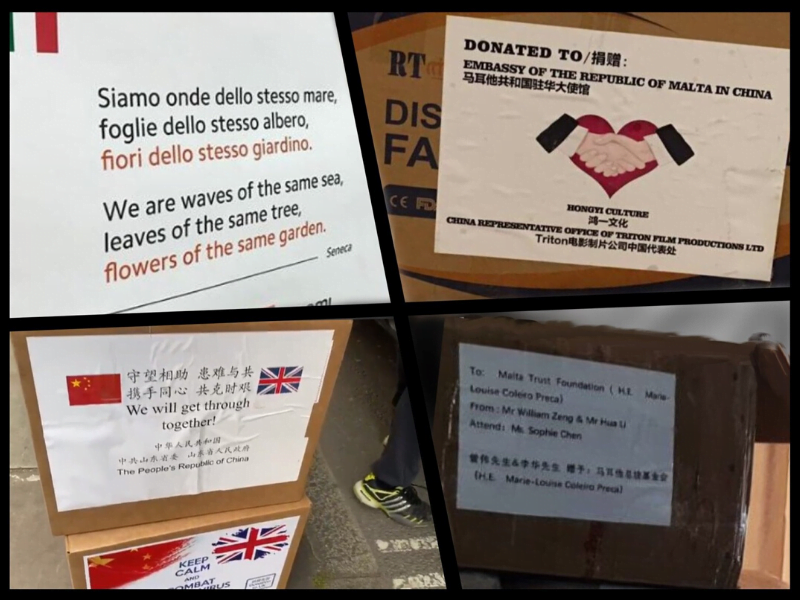 Siamo onde dello stesso mare,
foglie dello stesso albero,
fiori dello stesso giardino.
We are waves of the same sea,
leaves of the same tree,
flowers of the same garden.
Seneca
RT
DIS
FA
CE FD
DONATED TO/捐赠：
EMBASSY OF THE REPUBLIC OF MALTA IN CHINA
马耳他共和国驻华大使馆
HONGYI CULTURE
鸿一文化
CHINA REPRESENTATIVE OFFICE OF TRITON FILM PRODUCTIONS LTD
Triton电影制片公司中国代表处
守望相助 患难与共
携手同心 共克时艰
We will get through
together!
中华人民共和国
中共山东省委 山东省人民政府
The People's Republic of China
KEEP
CALM
AND
COMBAT
To: Malta Trust Foundation ( H.E. Marie-
Louise Coleiro Preca)
From : Mr William Zeng & Mr Hua Li
Attend: Ms. Sophie Chen
曾伟先生&李华先生 赠予：马耳他总统基金会
(H.E. Marie-Louise Coleiro Preca)